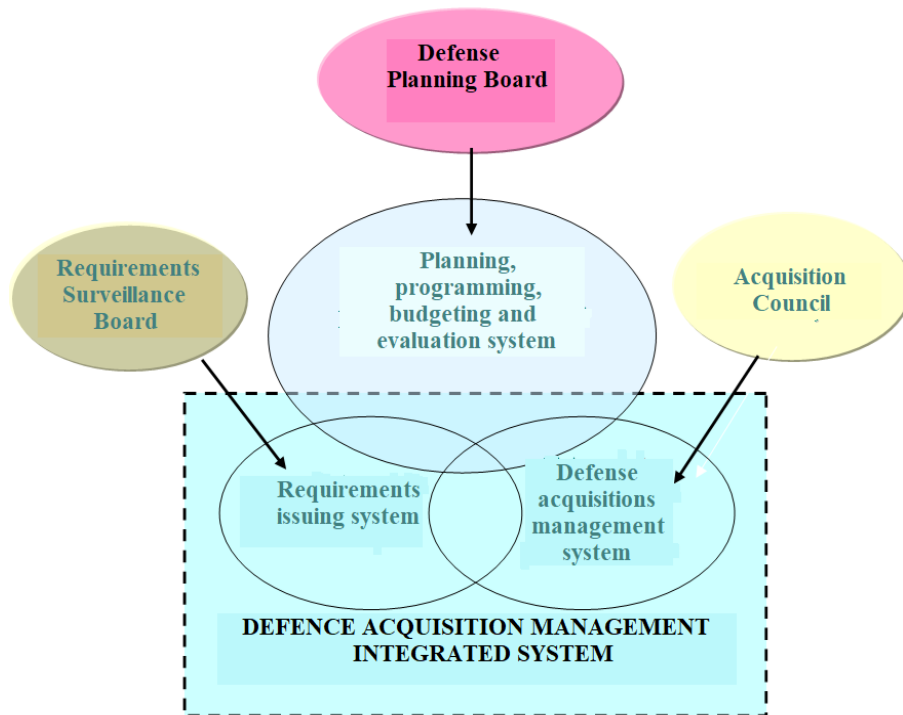 Defense
Planning Board
Planning,
programming,
budgeting and
evaluation system
Requirements
Surveillance
Board
Acquisition
Council
Requirements
issuing system
Defense
acquisitions
management
system
DEFENCE ACQUISITION MANAGEMENT
INTEGRATED SYSTEM